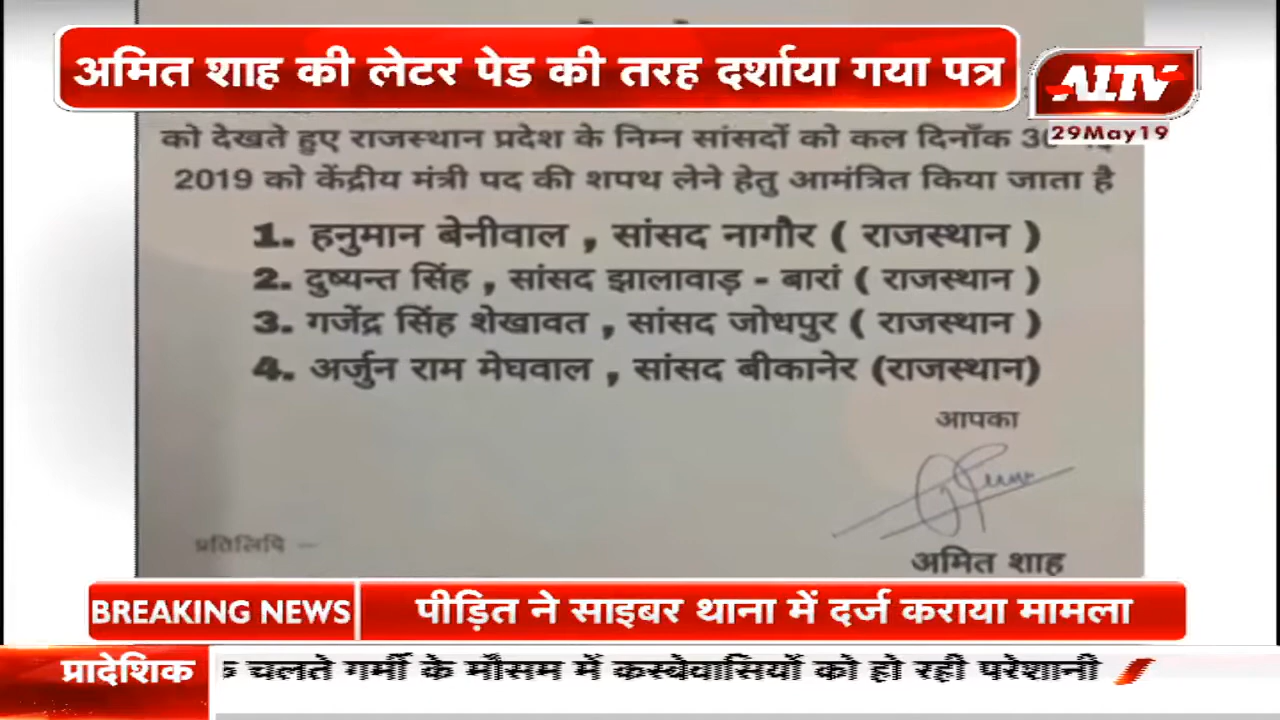 अमित शाह की लेटर पेड की तरह दर्शाया गया पत्र
ALTV
29May19
को देखते हुए राजस्थान प्रदेश के निम्न सांसदों को कल दिनाँक
2019 को केंद्रीय मंत्री पद की शपथ लेने हेतु आमंत्रित किया जाता है
1. हनुमान बेनीवाल , सांसद नागौर ( राजस्थान )
2. दुष्यन्त सिंह , सांसद झालावाड़ - बारां ( राजस्थान )
3. गजेंद्र सिंह शेखावत , सांसद जोधपुर ( राजस्थान )
4. अर्जुन राम मेघवाल , सांसद बीकानेर (राजस्थान)
आपका
प्रतिलिपि —
अमित शाह
BREAKING NEWS पीड़ित ने साइबर थाना में दर्ज कराया मामला
प्रादेशिक चलते गर्मी के मौसम में कस्बेवासियों को हो रही परेशानी